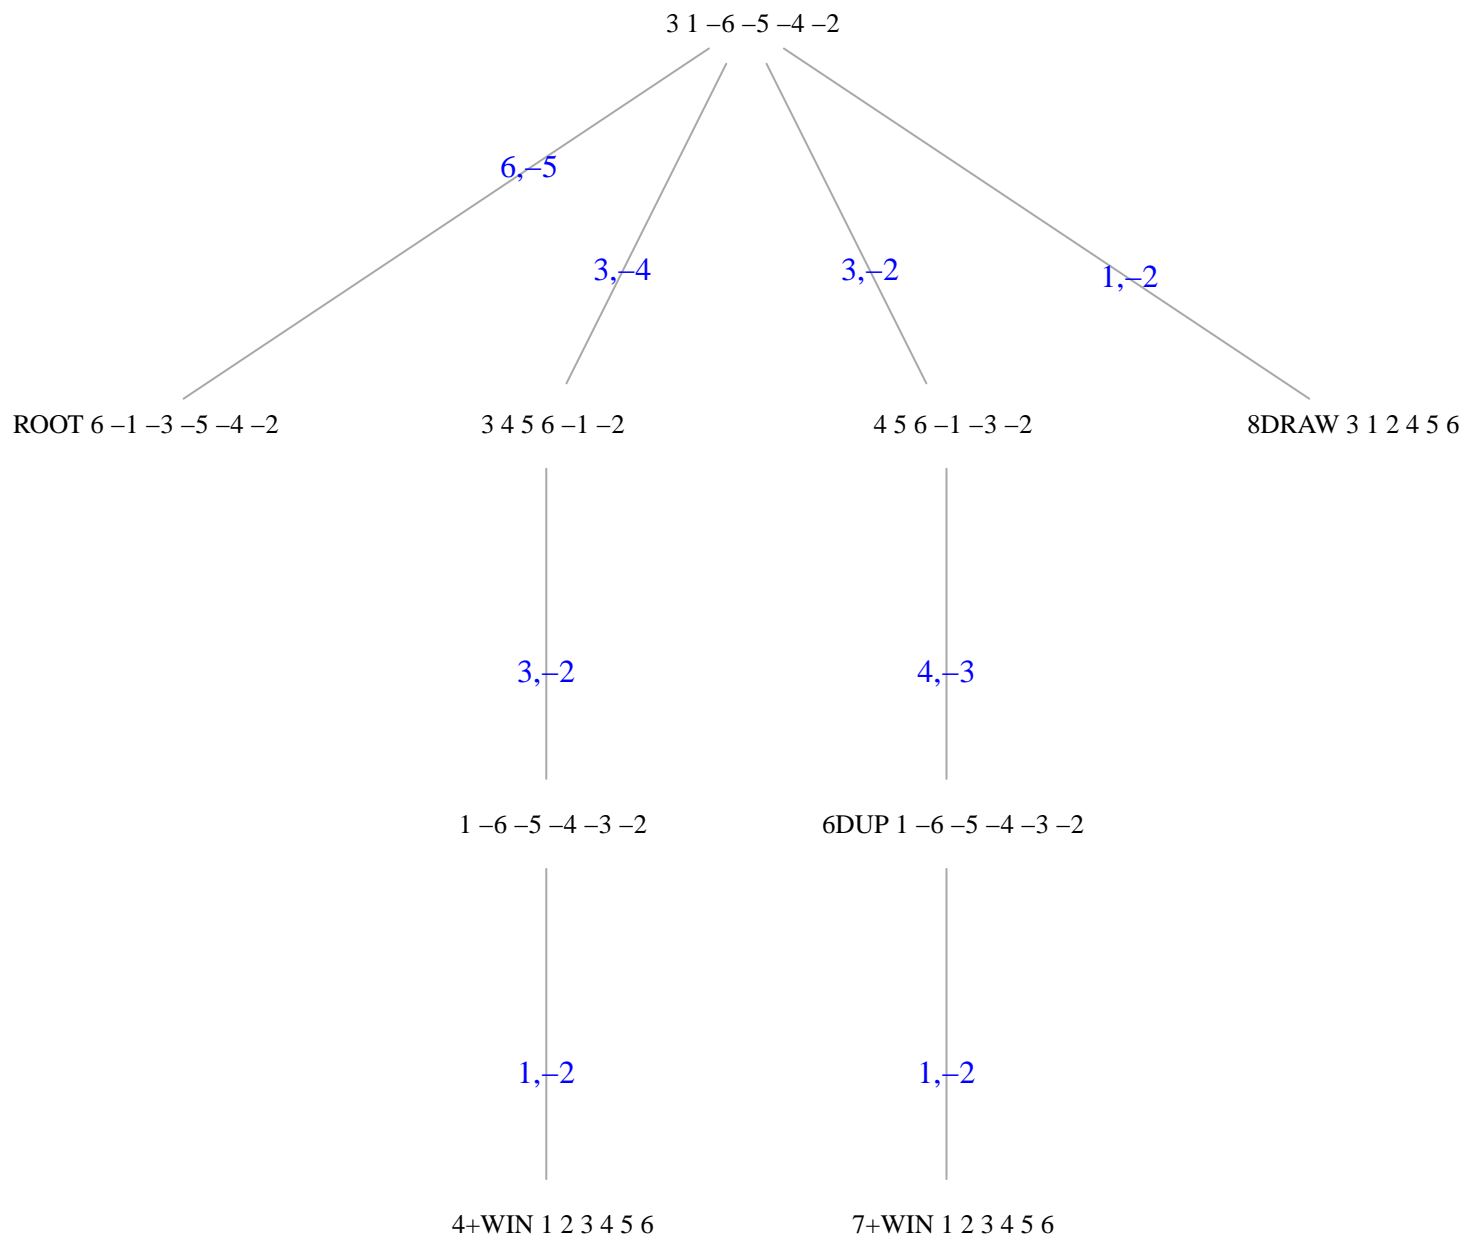 3 1 –6 –5 –4 –2
6,–5
3,–4
3,–2
1,–2
ROOT 6 –1 –3 –5 –4 –2
3 4 5 6 –1 –2
4 5 6 –1 –3 –2
8DRAW 3 1 2 4 5 6
3,–2
4,–3
1 –6 –5 –4 –3 –2
6DUP 1 –6 –5 –4 –3 –2
1,–2
1,–2
4+WIN 1 2 3 4 5 6
7+WIN 1 2 3 4 5 6